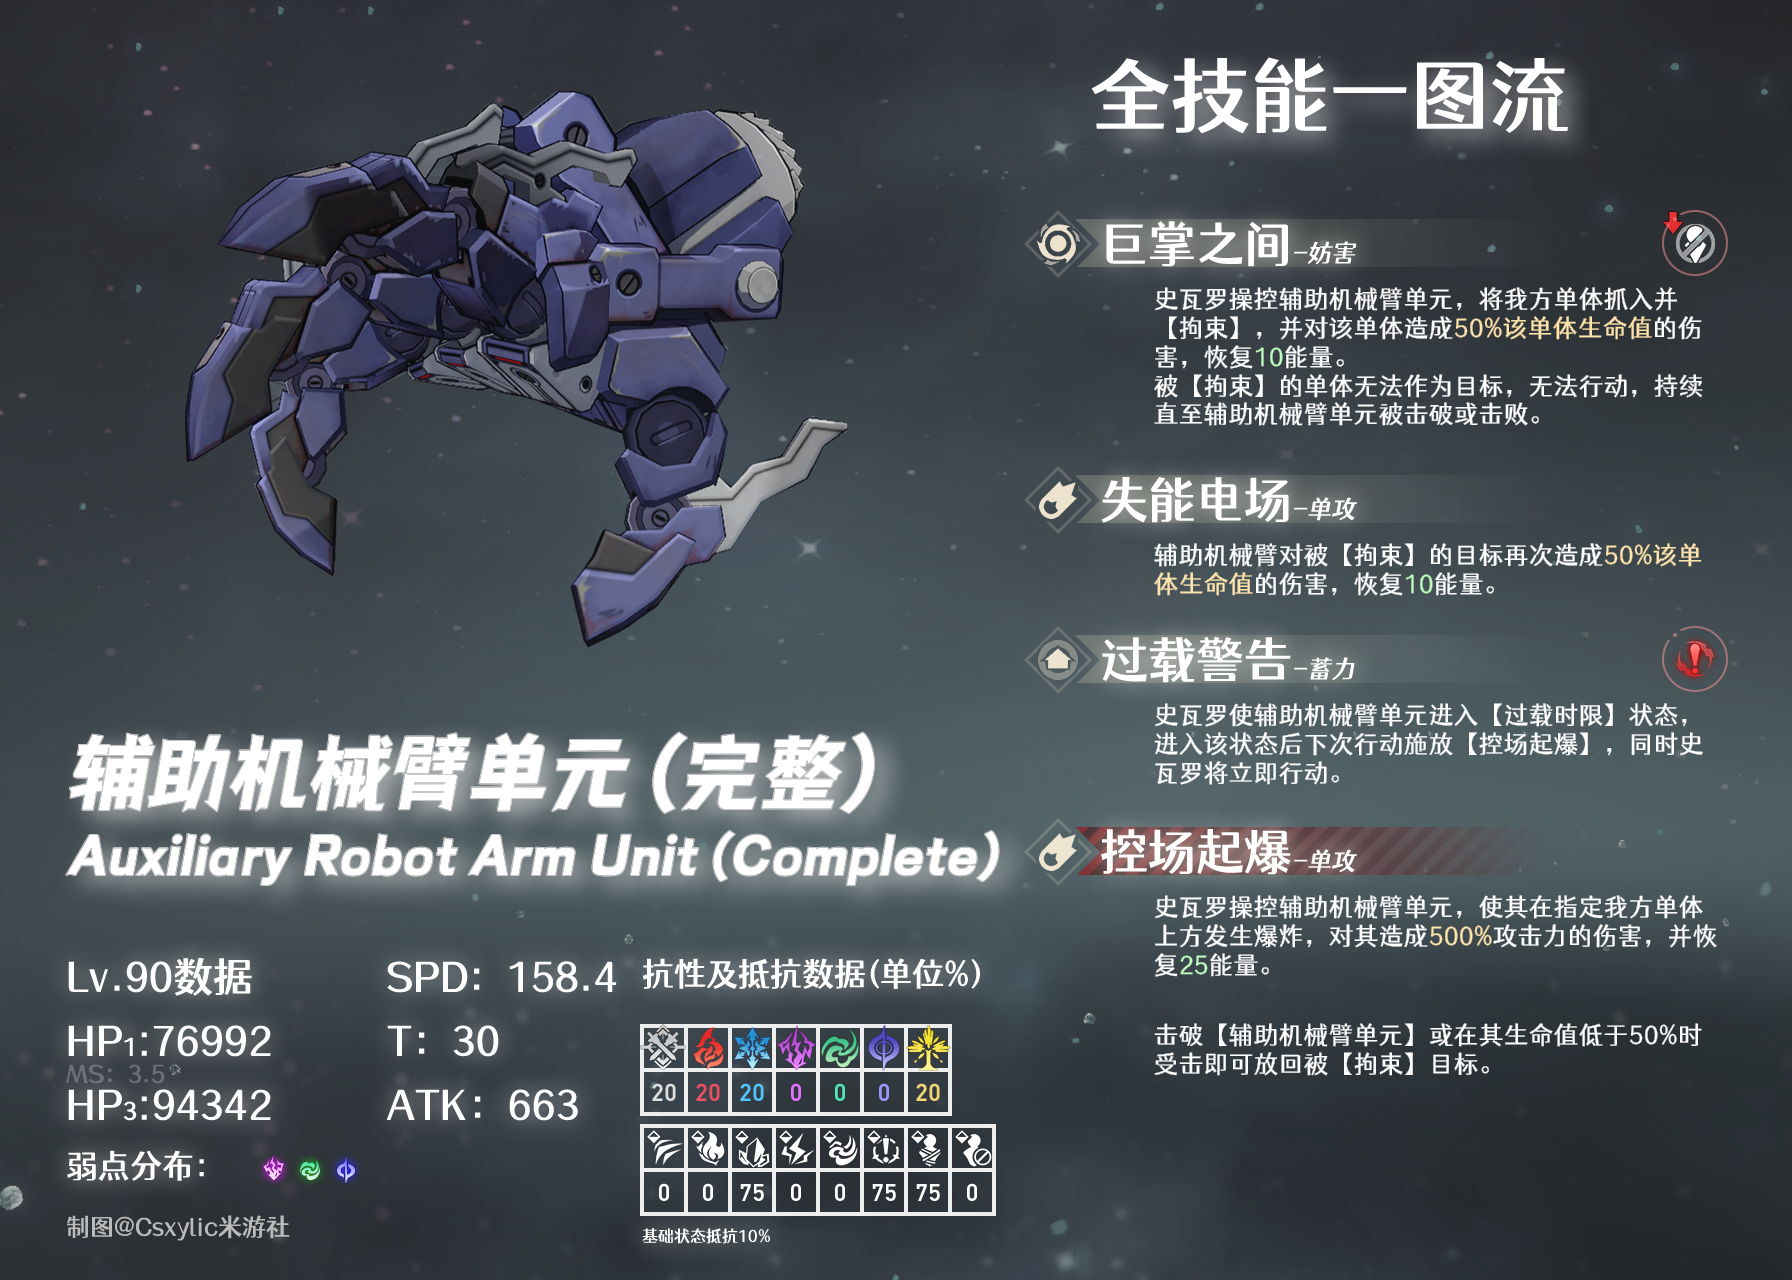 全技能一图流
巨掌之间-妨害
史瓦罗操控辅助机械臂单元，将我方单体抓入并
【拘束】，并对该单体造成50%该单体生命值的伤
害，恢复10能量。
被【拘束】的单体无法作为目标，无法行动，持续
直至辅助机械臂单元被击破或击败。
失能电场-单攻
辅助机械臂对被【拘束】的目标再次造成50%该单
体生命值的伤害，恢复10能量。
过载警告-蓄力
史瓦罗使辅助机械臂单元进入【过载时限】状态，
进入该状态后下次行动施放【控场起爆】，同时史
瓦罗将立即行动。
控场起爆-单攻
史瓦罗操控辅助机械臂单元，使其在指定我方单体
上方发生爆炸，对其造成500%攻击力的伤害，并恢
复25能量。
击破【辅助机械臂单元】或在其生命值低于50%时
受击即可放回被【拘束】目标。
辅助机械臂单元（完整）
Auxiliary Robot Arm Unit (Complete)
Lv.90数据
SPD：158.4
HP1:76992
T：30
MS：3.5
HP3:94342
ATK：663
弱点分布：
制图@Csxylic米游社
抗性及抵抗数据(单位%)
20 20 20 0 0 0 20
0 0 75 0 0 75 75 0
基础状态抵抗10%